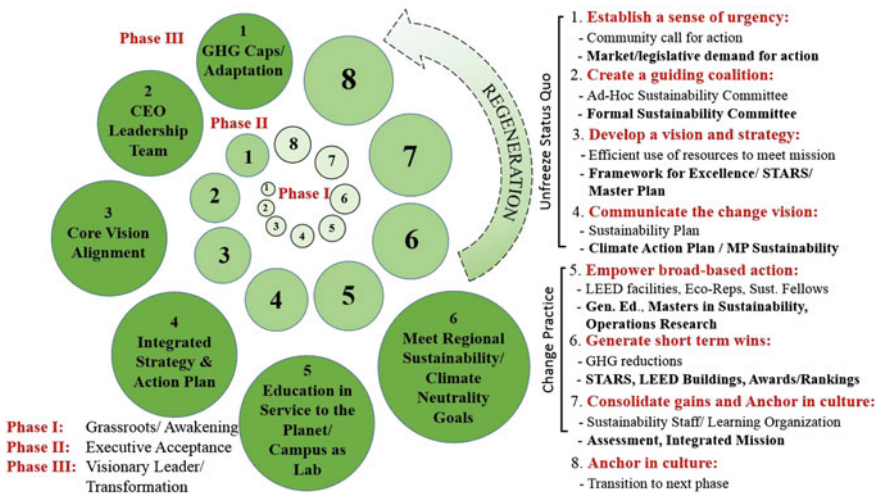 Phase III
1
GHG Caps/
Adaptation
2
CEO
Leadership
Team
3
Core Vision
Alignment
4
Integrated
Strategy &
Action Plan
5
Education in
Service to the
Planet/
Campus as
Lab
6
Meet Regional
Sustainability/
Climate
Neutrality
Goals
Phase II
1
2
3
4
5
6
7
8
Phase I
1
2
3
4
5
6
7
8
REGENERATION
Phase I: Grassroots/ Awakening
Phase II: Executive Acceptance
Phase III: Visionary Leader/
Transformation
Unfreeze Status Quo
1. Establish a sense of urgency:
- Community call for action
- Market/legislative demand for action
2. Create a guiding coalition:
- Ad-Hoc Sustainability Committee
- Formal Sustainability Committee
3. Develop a vision and strategy:
- Efficient use of resources to meet mission
- Framework for Excellence/ STARS/
Master Plan
4. Communicate the change vision:
- Sustainability Plan
- Climate Action Plan / MP Sustainability
Change Practice
5. Empower broad-based action:
- LEED facilities, Eco-Reps, Sust. Fellows
- Gen. Ed., Masters in Sustainability,
Operations Research
6. Generate short term wins:
- GHG reductions
- STARS, LEED Buildings, Awards/Rankings
7. Consolidate gains and Anchor in culture:
- Sustainability Staff/ Learning Organization
- Assessment, Integrated Mission
8. Anchor in culture:
- Transition to next phase